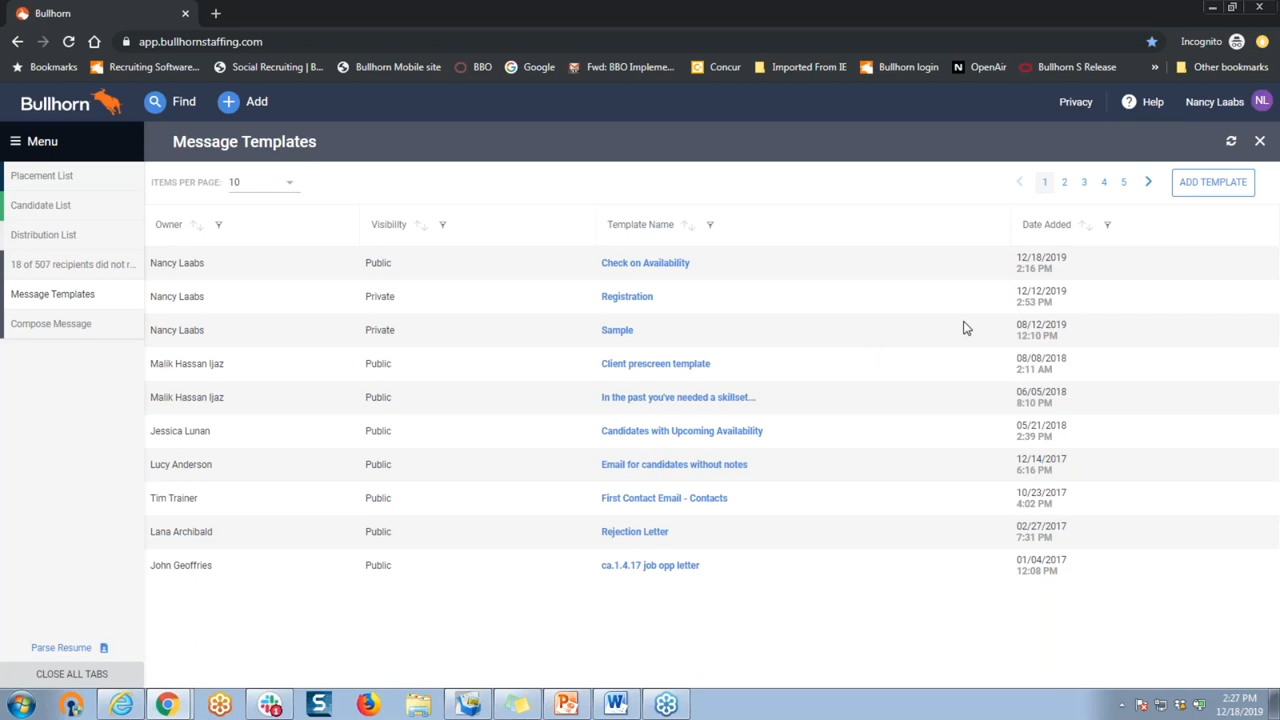 Bullhorn
app.bullhornstaffing.com
Incognito
Bookmarks
Recruiting Software...
Social Recruiting | B...
Bullhorn Mobile site
BBO
Google
Fwd: BBO Impleme...
Concur
Imported From IE
Bullhorn login
OpenAir
Bullhorn S Release
»
Other bookmarks
Bullhorn
Find
Add
Privacy
Help
Nancy Laabs
NL
Menu
Message Templates
Placement List
Candidate List
Distribution List
18 of 507 recipients did not r...
Message Templates
Compose Message
ITEMS PER PAGE: 10
1 2 3 4 5
ADD TEMPLATE
Owner Visibility Template Name Date Added
Nancy Laabs Public Check on Availability 12/18/2019
2:16 PM
Nancy Laabs Private Registration 12/12/2019
2:53 PM
Nancy Laabs Private Sample 08/12/2019
12:10 PM
Malik Hassan Ijaz Public Client prescreen template 08/08/2018
2:11 AM
Malik Hassan Ijaz Public In the past you've needed a skillset... 06/05/2018
8:10 PM
Jessica Lunan Public Candidates with Upcoming Availability 05/21/2018
2:39 PM
Lucy Anderson Public Email for candidates without notes 12/14/2017
6:16 PM
Tim Trainer Public First Contact Email - Contacts 10/23/2017
4:02 PM
Lana Archibald Public Rejection Letter 02/27/2017
7:31 PM
John Geoffries Public ca.1.4.17 job opp letter 01/04/2017
12:08 PM
Parse Resume
CLOSE ALL TABS
2:27 PM
12/18/2019